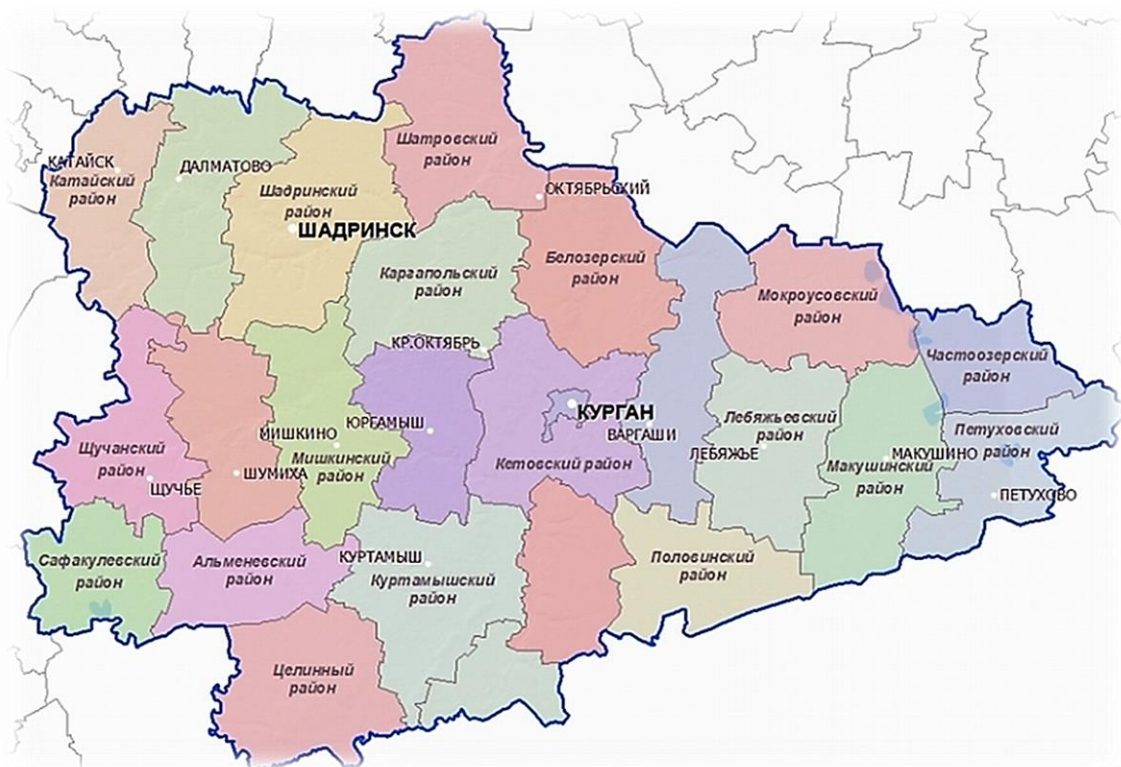 Шатровский
район
КАТАЙСК
Катайский
район
ДАЛМАТОВО
Шадринский
район
ШАДРИНСК
ОКТЯБРЬСКИЙ
Каргапольский
район
Белозерский
район
Мокроусовский
район
КР.ОКТЯБРЬ
Частоозерский
район
КУРГАН
ЮРГАМЫШ
ВАРГАШИ
Лебяжьевский
район
ЛЕБЯЖЬЕ
Петуховский
район
МИШКИНО
Мишкинский
район
Щучанский
район
ЩУЧЬЕ
ШУМИХА
Кетовский район
МАКУШИНО
Макушинский
район
ПЕТУХОВО
Сафакулевский
район
Альменевский
район
КУРТАМЫШ
Куртамышский
район
Половинский
район
Целинный
район